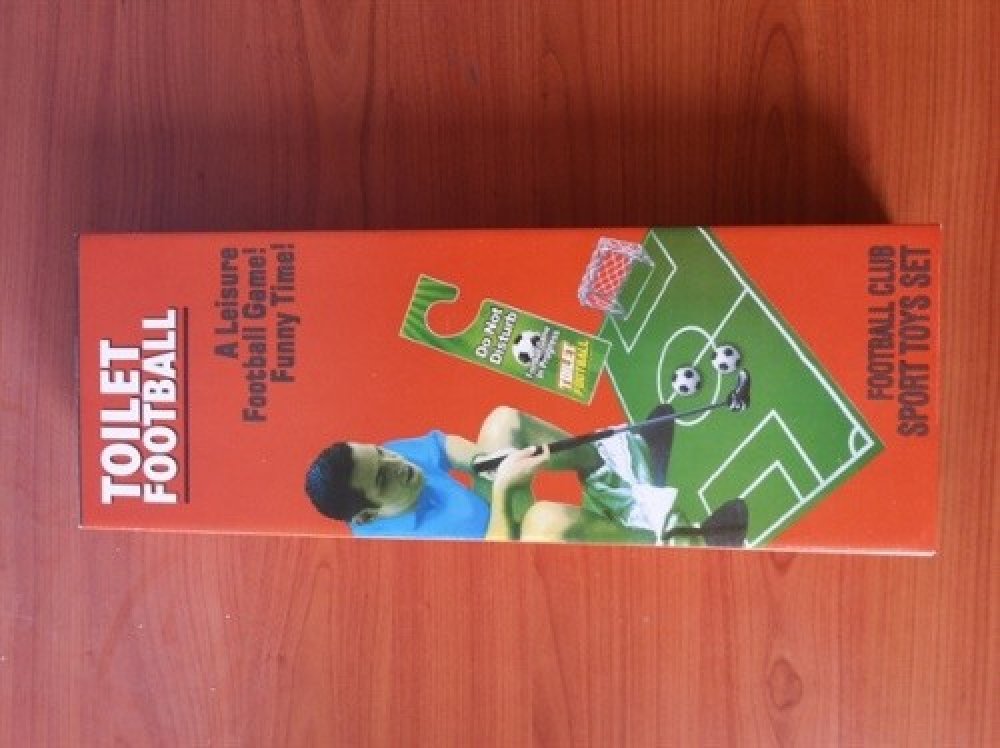 TOILET
FOOTBALL
A Leisure
Football Game!
Funny Time!
Do Not
Disturb
TOILET
FOOTBALL
FOOTBALL CLUB
SPORT TOYS SET